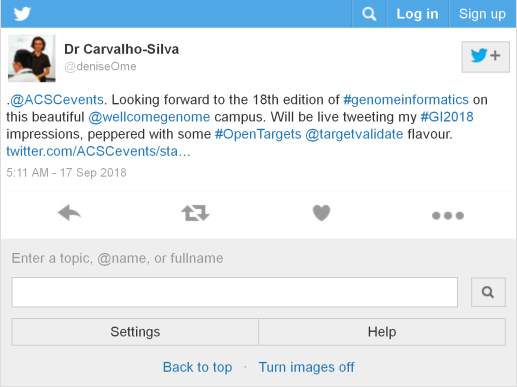 Log in
Sign up
Dr Carvalho-Silva
@deniseOme
.@ACSCevents. Looking forward to the 18th edition of #genomeinformatics on
this beautiful @wellcomegenome campus. Will be live tweeting my #GI2018
impressions, peppered with some #OpenTargets @targetvalidate flavour.
twitter.com/ACSCevents/sta…
5:11 AM - 17 Sep 2018
Enter a topic, @name, or fullname
Settings
Help
Back to top · Turn images off